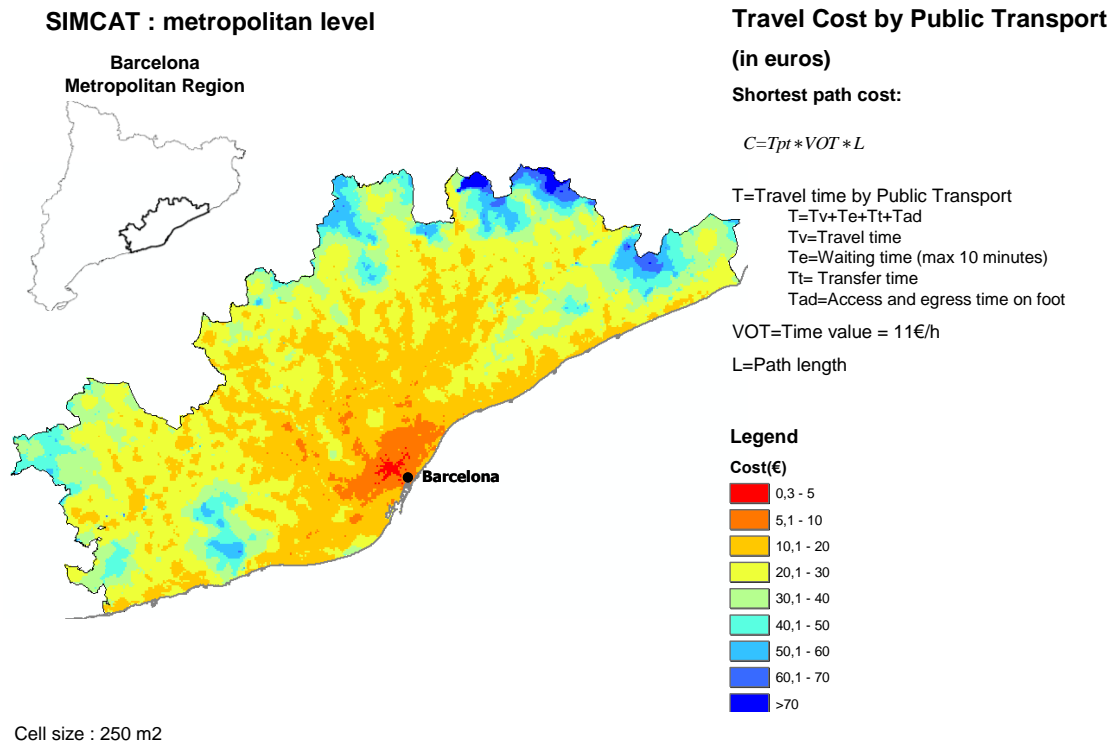 SIMCAT : metropolitan level
Barcelona
Metropolitan Region
Travel Cost by Public Transport
(in euros)
Shortest path cost:
C=Tpt*VOT*L
T=Travel time by Public Transport
T=Tv+Te+Tt+Tad
Tv=Travel time
Te=Waiting time (max 10 minutes)
Tt= Transfer time
Tad=Access and egress time on foot
VOT=Time value = 11€/h
L=Path length
Barcelona
Legend
Cost(€)
0,3 - 5
5,1 - 10
10,1 - 20
20,1 - 30
30,1 - 40
40,1 - 50
50,1 - 60
60,1 - 70
>70
Cell size : 250 m2